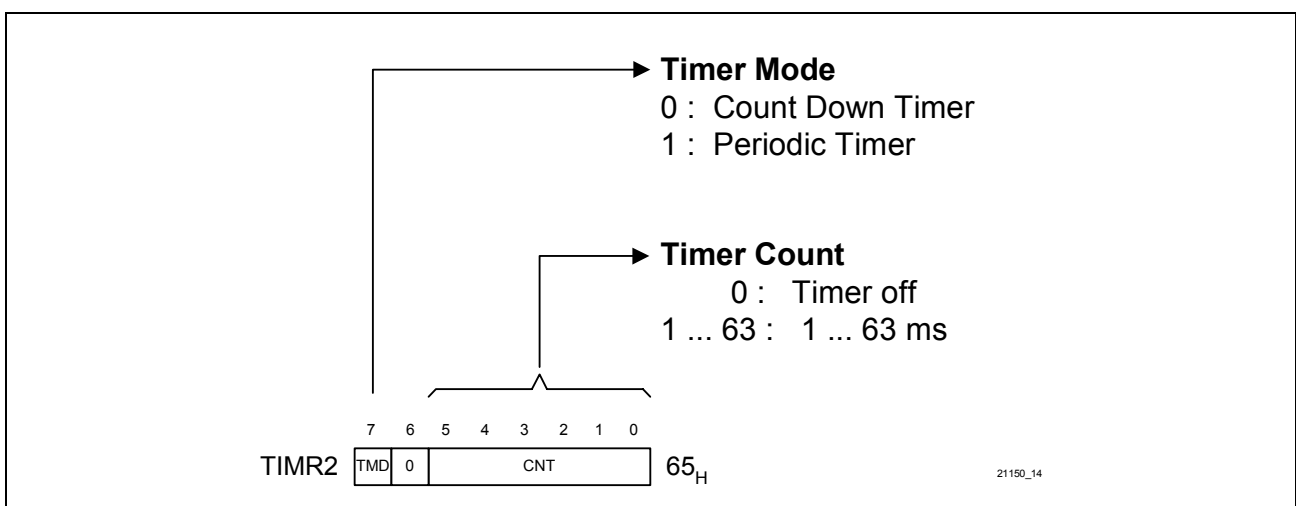 Timer Mode
0 : Count Down Timer
1 : Periodic Timer
Timer Count
0 : Timer off
1 ... 63 : 1 ... 63 ms
7 6 5 4 3 2 1 0
TIMR2 TMD 0 CNT 65H
21150_14